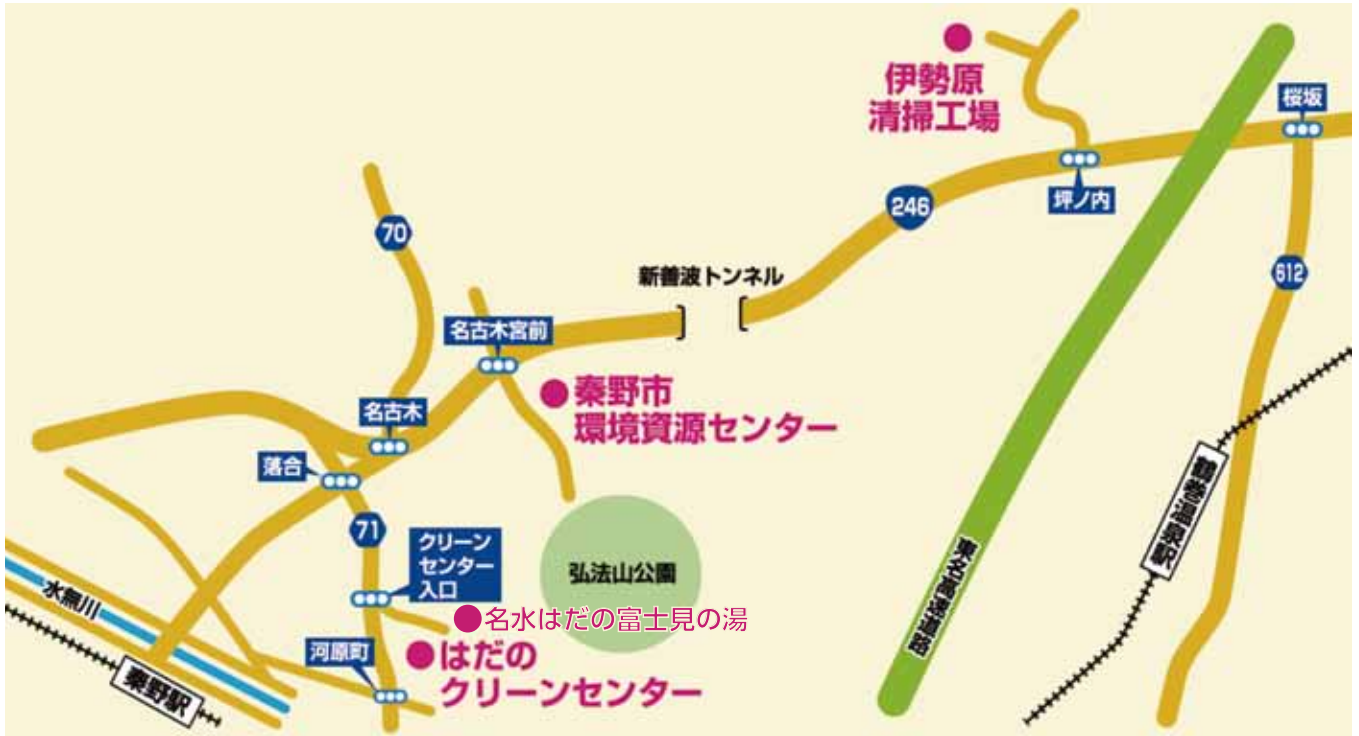 伊勢原
清掃工場
桜坂
坪ノ内
246
70
612
新善波トンネル
名古木宮前
秦野市
環境資源センター
名古木
落合
71
クリーン
センター
入口
弘法山公園
鶴巻温泉駅
東名高速道路
水無川
名水はだの富士見の湯
河原町
はだの
クリーンセンター
秦野駅